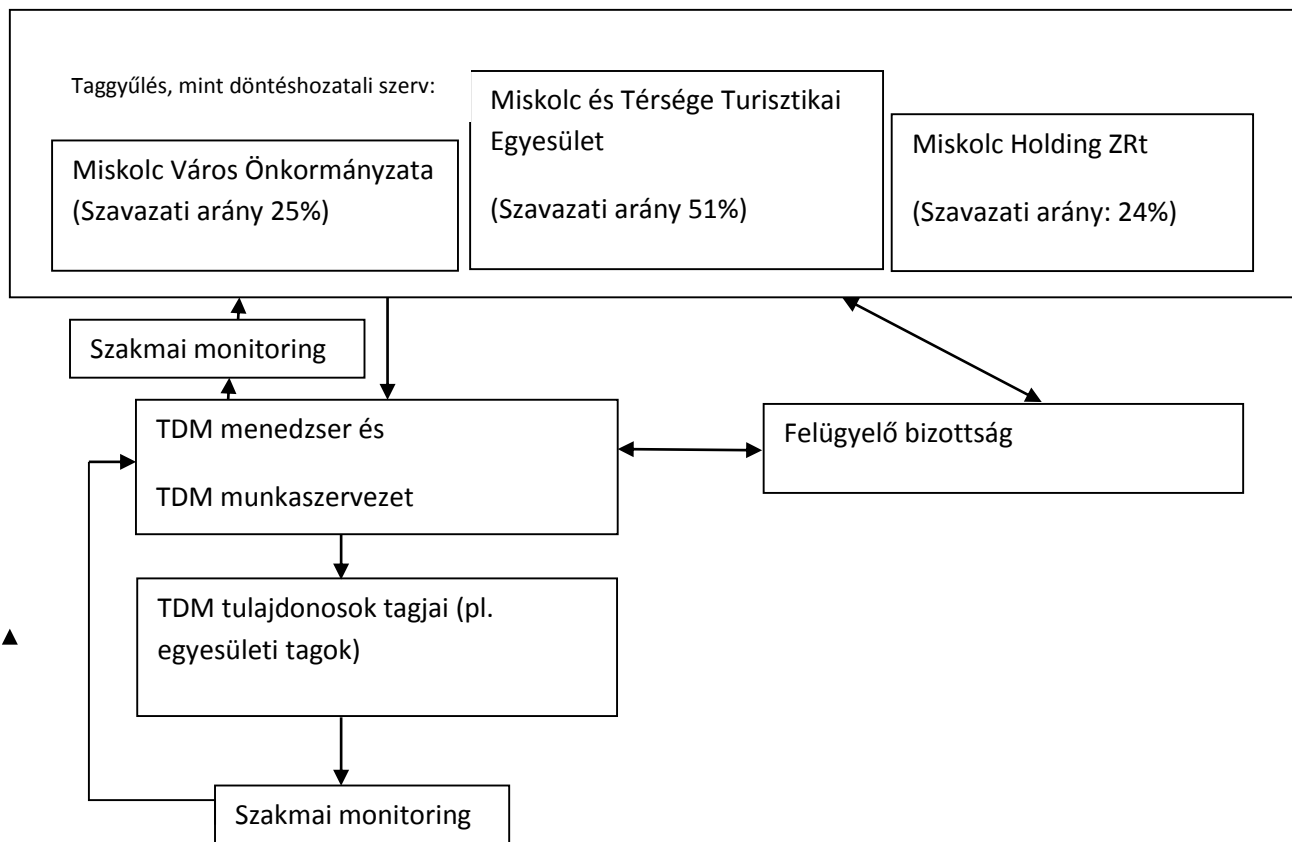 Taggyűlés, mint döntéshozatali szerv:
Miskolc Város Önkormányzata
(Szavazati arány 25%)
Miskolc és Térsége Turisztikai
Egyesület
(Szavazati arány 51%)
Miskolc Holding ZRt
(Szavazati arány: 24%)
Szakmai monitoring
TDM menedzser és
TDM munkaszervezet
Felügyelő bizottság
TDM tulajdonosok tagjai (pl.
egyesületi tagok)
Szakmai monitoring